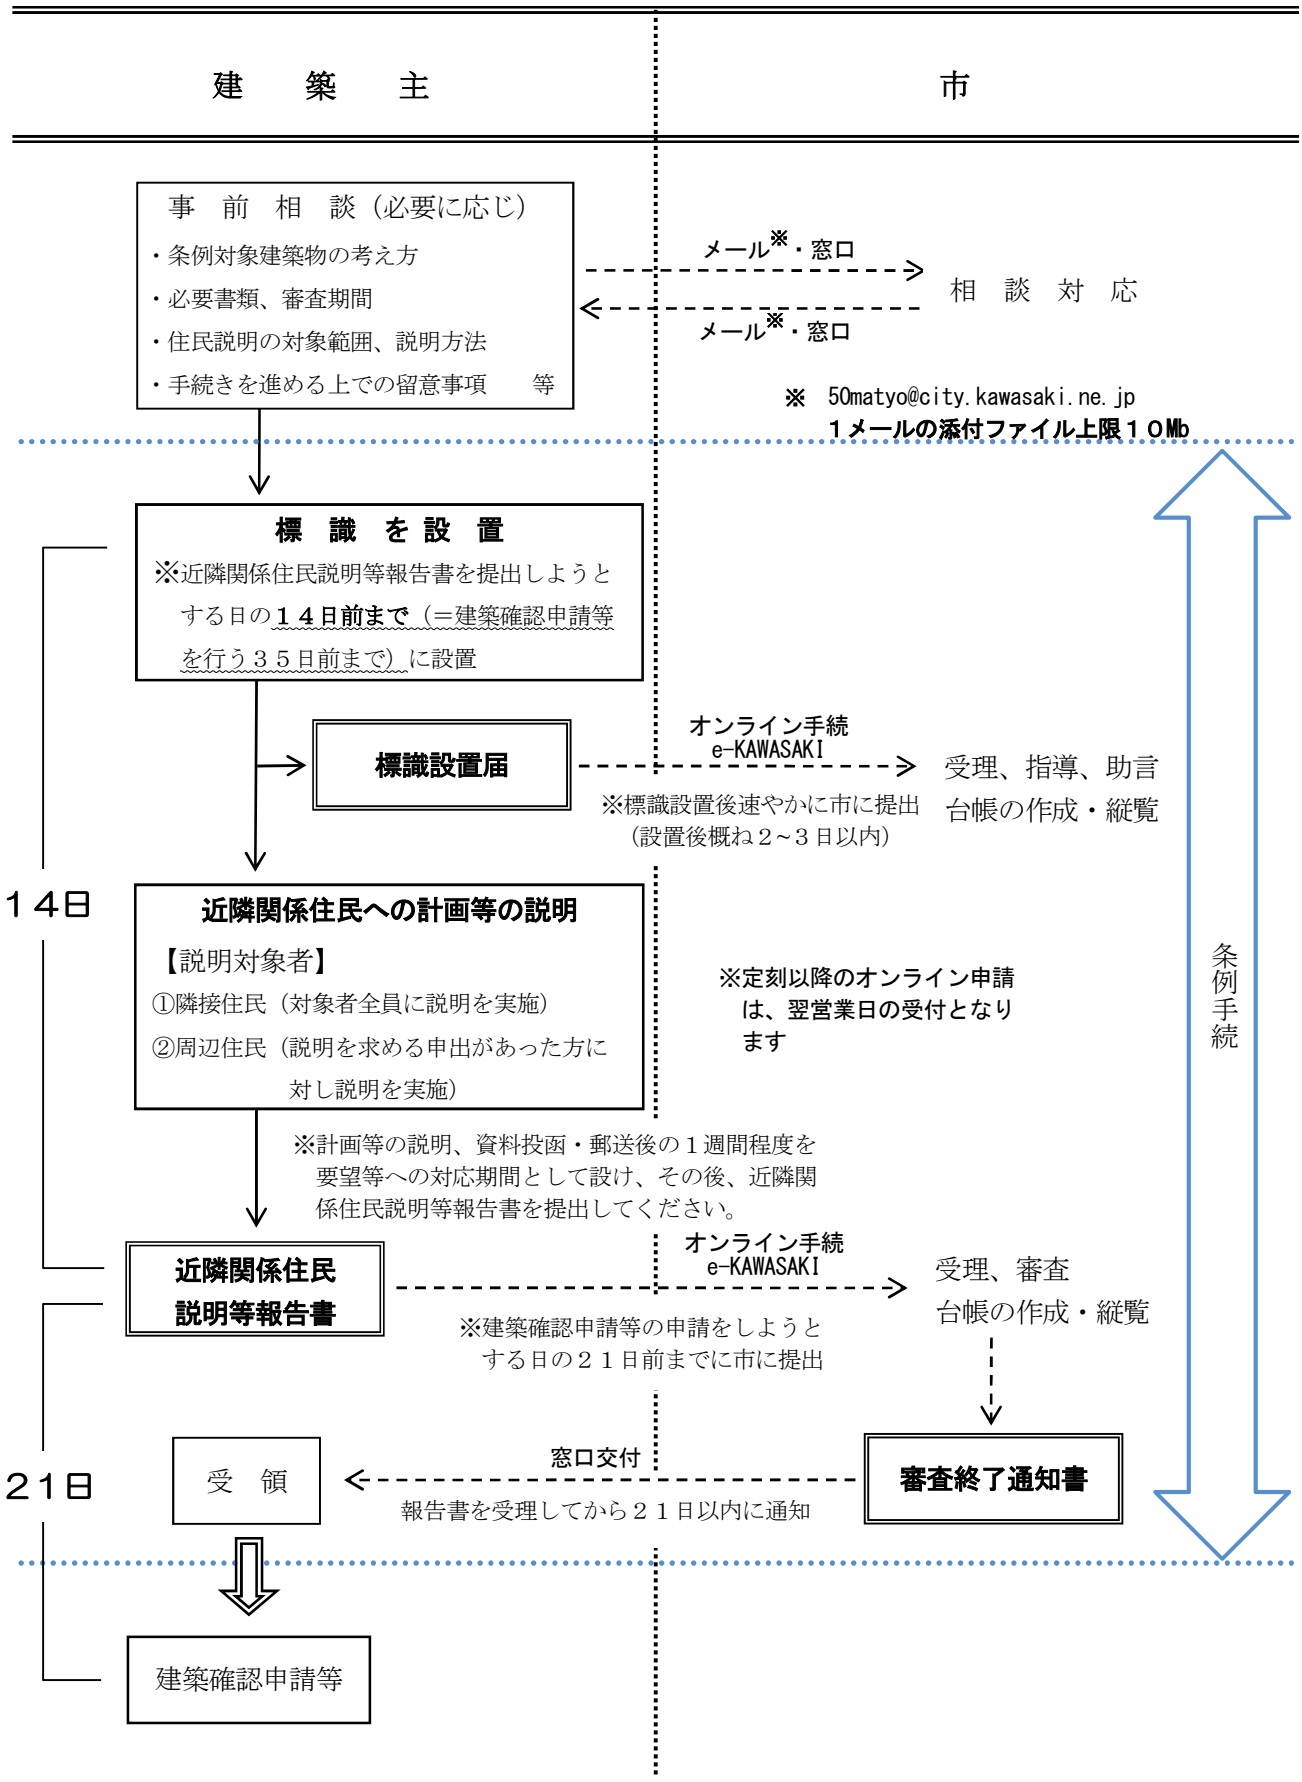 建　築　主
市
事　前　相　談（必要に応じ）
・条例対象建築物の考え方
・必要書類、審査期間
・住民説明の対象範囲、説明方法
・手続きを進める上での留意事項　　等
メール※・窓口
メール※・窓口
相　談　対　応
※　50matyo@city.kawasaki.ne.jp
１メールの添付ファイル上限１０Mb
標　識　を　設　置
※近隣関係住民説明等報告書を提出しようと
する日の１４日前まで（＝建築確認申請等
を行う３５日前まで）に設置
標識設置届
オンライン手続
e-KAWASAKI
受理、指導、助言
台帳の作成・縦覧
※標識設置後速やかに市に提出
（設置後概ね２~３日以内）
14日
近隣関係住民への計画等の説明
【説明対象者】
①隣接住民（対象者全員に説明を実施）
②周辺住民（説明を求める申出があった方に
対し説明を実施）
※定刻以降のオンライン申請
は、翌営業日の受付となり
ます
条例手続
※計画等の説明、資料投函・郵送後の１週間程度を
要望等への対応期間として設け、その後、近隣関
係住民説明等報告書を提出してください。
近隣関係住民
説明等報告書
オンライン手続
e-KAWASAKI
受理、審査
台帳の作成・縦覧
※建築確認申請等の申請をしようと
する日の２１日前までに市に提出
21日
受　領
窓口交付
報告書を受理してから２１日以内に通知
審査終了通知書
建築確認申請等